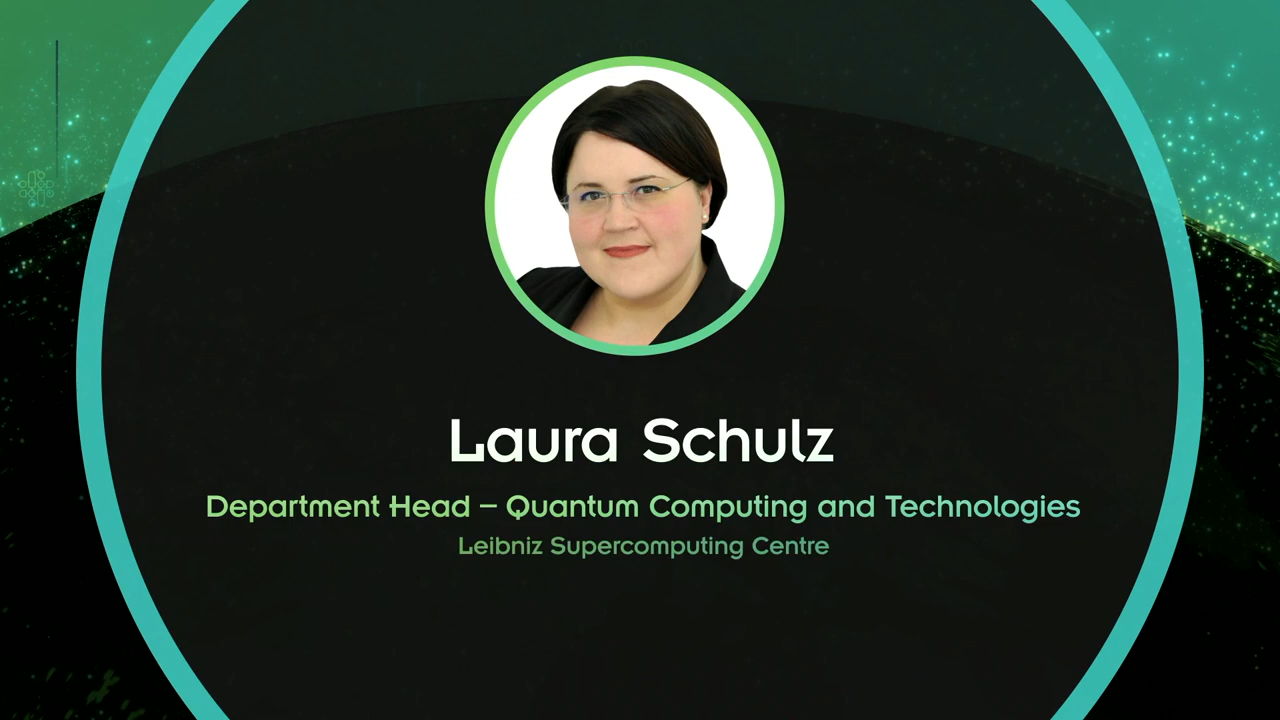 Laura Schulz
Department Head – Quantum Computing and Technologies
Leibniz Supercomputing Centre